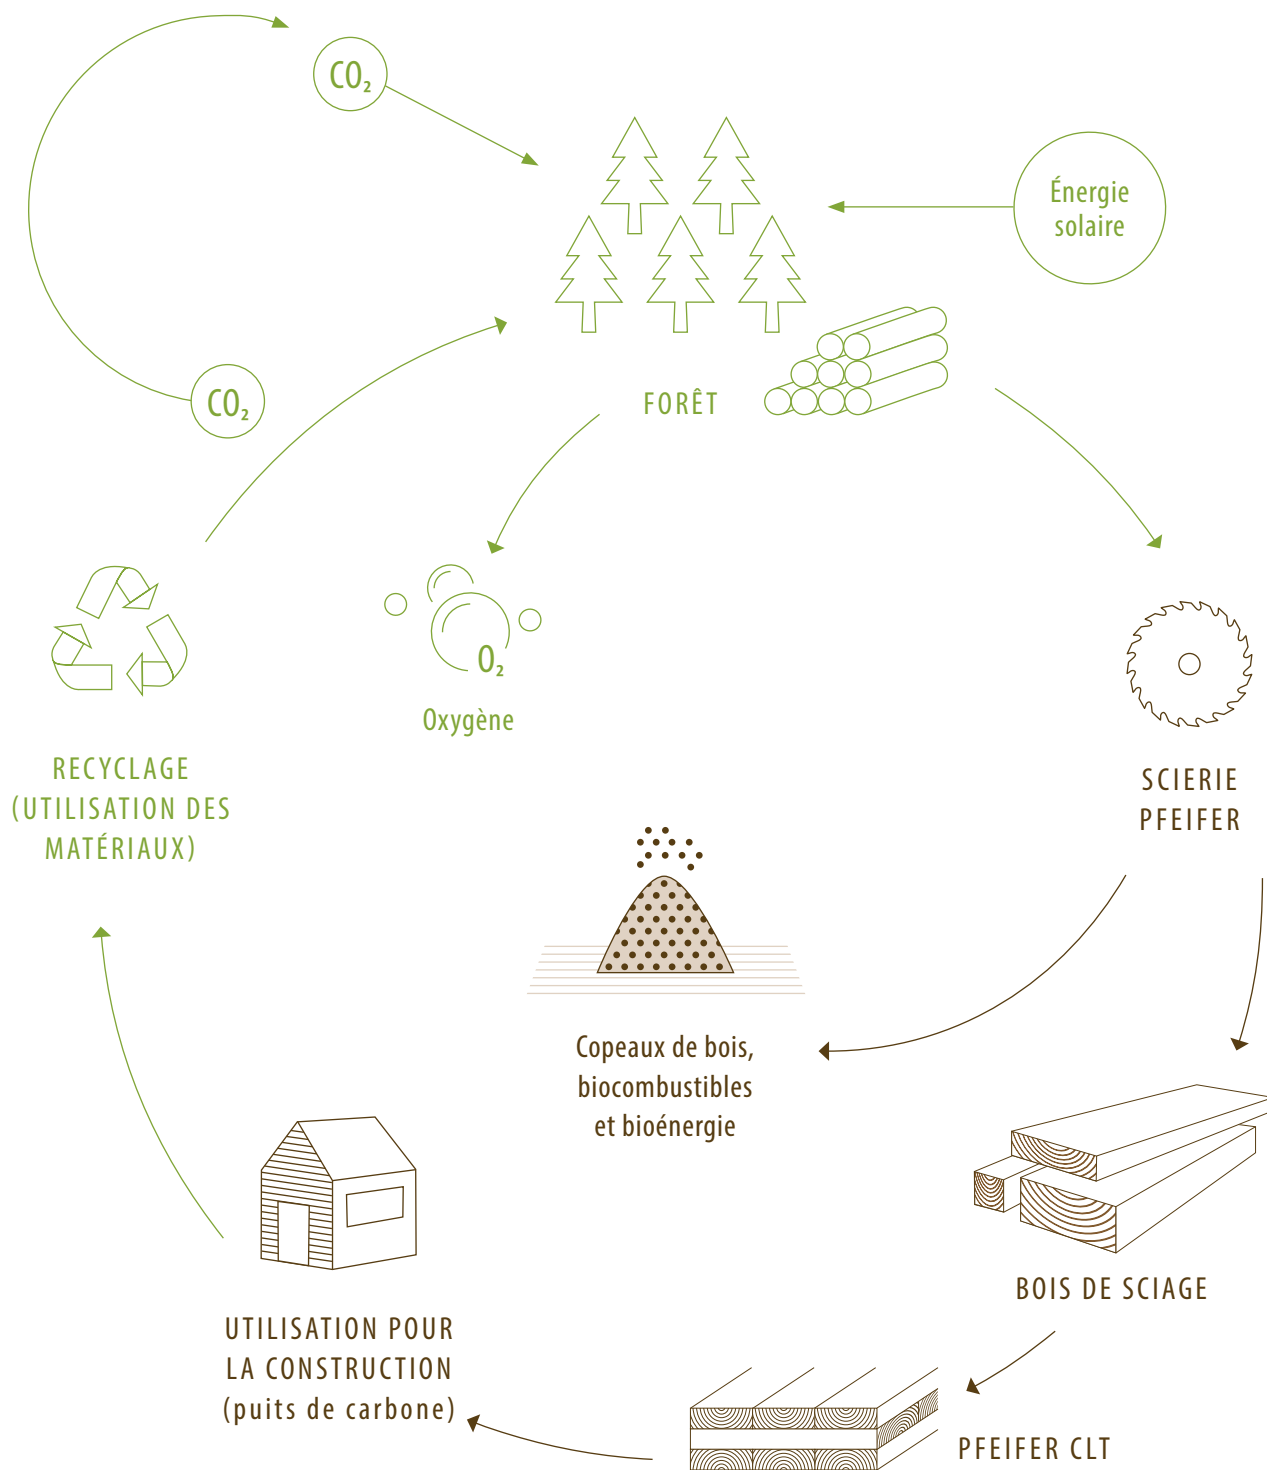 CO₂
Énergie
solaire
CO₂
FORÊT
O₂
Oxygène
RECYCLAGE
(UTILISATION DES
MATÉRIAUX)
SCIERIE
PFEIFER
Copeaux de bois,
biocombustibles
et bioénergie
BOIS DE SCIAGE
UTILISATION POUR
LA CONSTRUCTION
(puits de carbone)
PFEIFER CLT